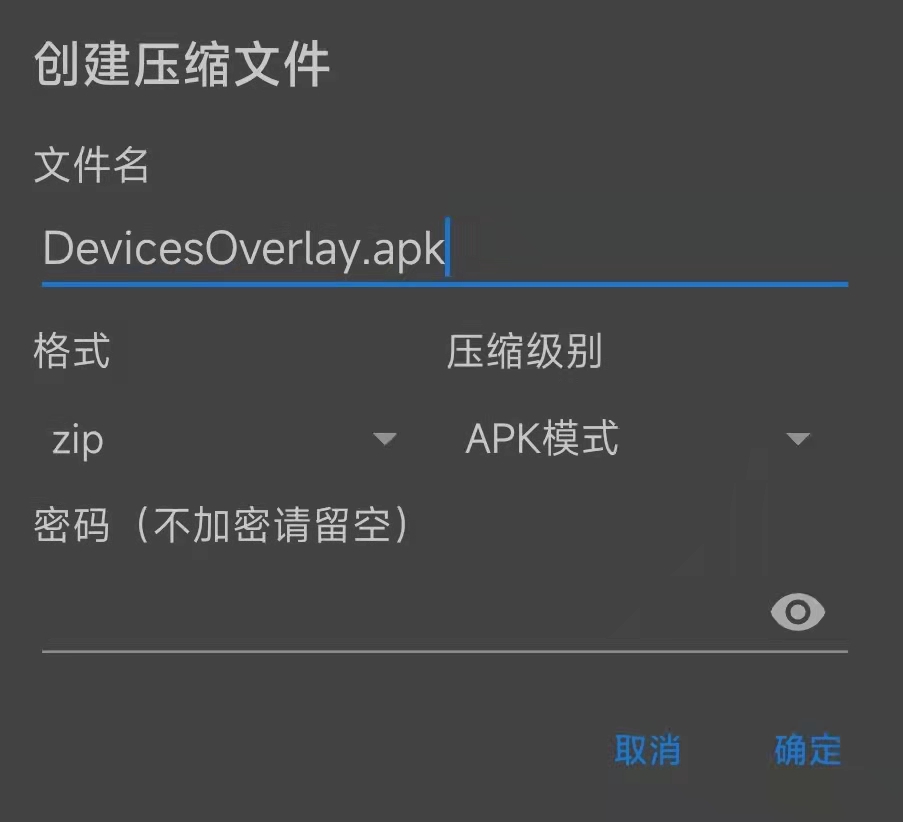 创建压缩文件
文件名
DevicesOverlay.apk
格式 压缩级别
zip APK模式
密码（不加密请留空）
取消 确定